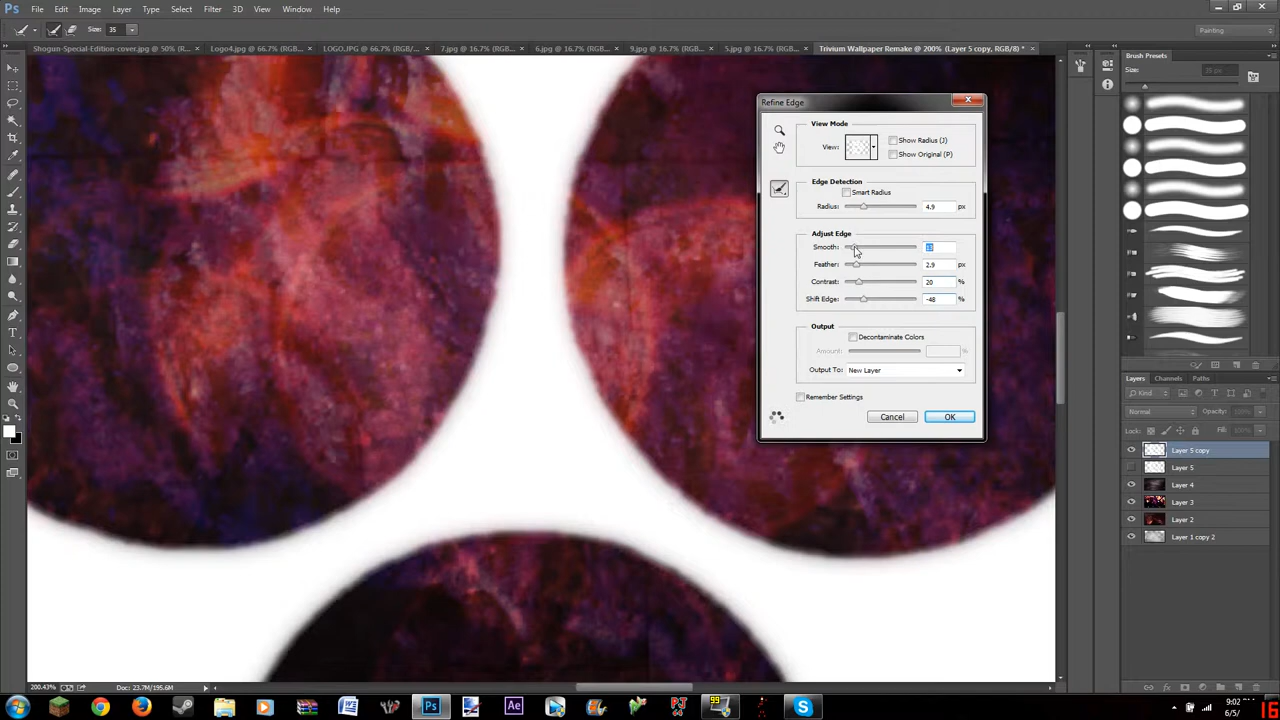 Ps File Edit Image Layer Type Select Filter 3D View Window Help
Size: 35 Painting
Shogun-Special-Edition-cover.jpg @ 50% (RGB... × Logo4.jpg @ 66.7% (RGB... × LOGO.JPG @ 66.7% (RGB/... × 7.jpg @ 16.7% (RGB... × 6.jpg @ 16.7% (RGB... × 9.jpg @ 16.7% (RGB... × 5.jpg @ 16.7% (RGB... × Trivium Wallpaper Remake @ 200% (Layer 5 copy, RGB/8) * ×
Brush Presets
Size:
Refine Edge
View Mode
View:
Show Radius (J)
Show Original (P)
Edge Detection
Smart Radius
Radius: 4.9 px
Adjust Edge
Smooth: 13
Feather: 2.9 px
Contrast: 20 %
Shift Edge: -48 %
Output
Decontaminate Colors
Amount: %
Output To: New Layer
Remember Settings
Cancel OK
Layers Channels Paths
Kind
Normal Opacity:
Lock: Fill:
Layer 5 copy
Layer 5
Layer 4
Layer 3
Layer 2
Layer 1 copy 2
200.43% Doc: 23.7M/195.6M
9:02
6/5/
16